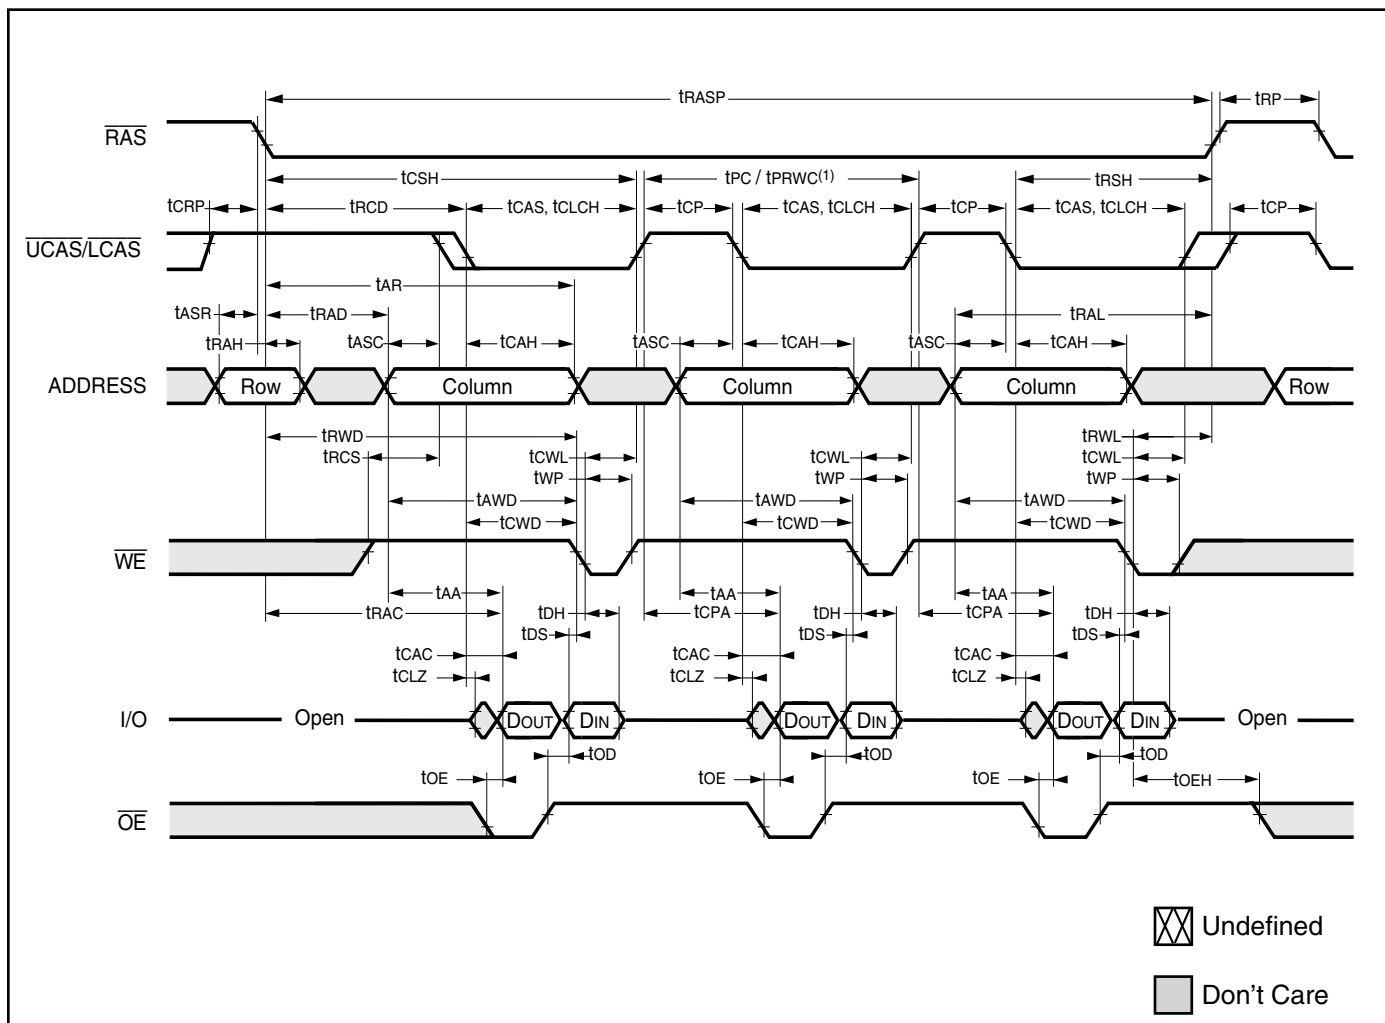 tRASP tRP
RAS
tCSH tPC / tPRWC(1) tRSH
tCRP tRCD tCAS, tCLCH tCP tCAS, tCLCH tCP tCAS, tCLCH tCP
UCAS/LCAS
tAR
tASR tRAD tRAL
tRAH tASC tCAH tASC tCAH tASC tCAH
ADDRESS Row Column Column Column Row
tRWD tRWL
tRCS tCWL tCWL tCWL
tWP tWP tWP
tAWD tAWD tAWD
tCWD tCWD tCWD
WE
tAA tAA tAA
tRAC tDH tCPA tDH tCPA tDH
tDS tDS tDS
tCAC tCAC tCAC
tCLZ tCLZ tCLZ
I/O Open DOUT DIN DOUT DIN DOUT DIN Open
tOD tOD tOD
tOE tOE tOE tOEH
OE
Undefined
Don't Care